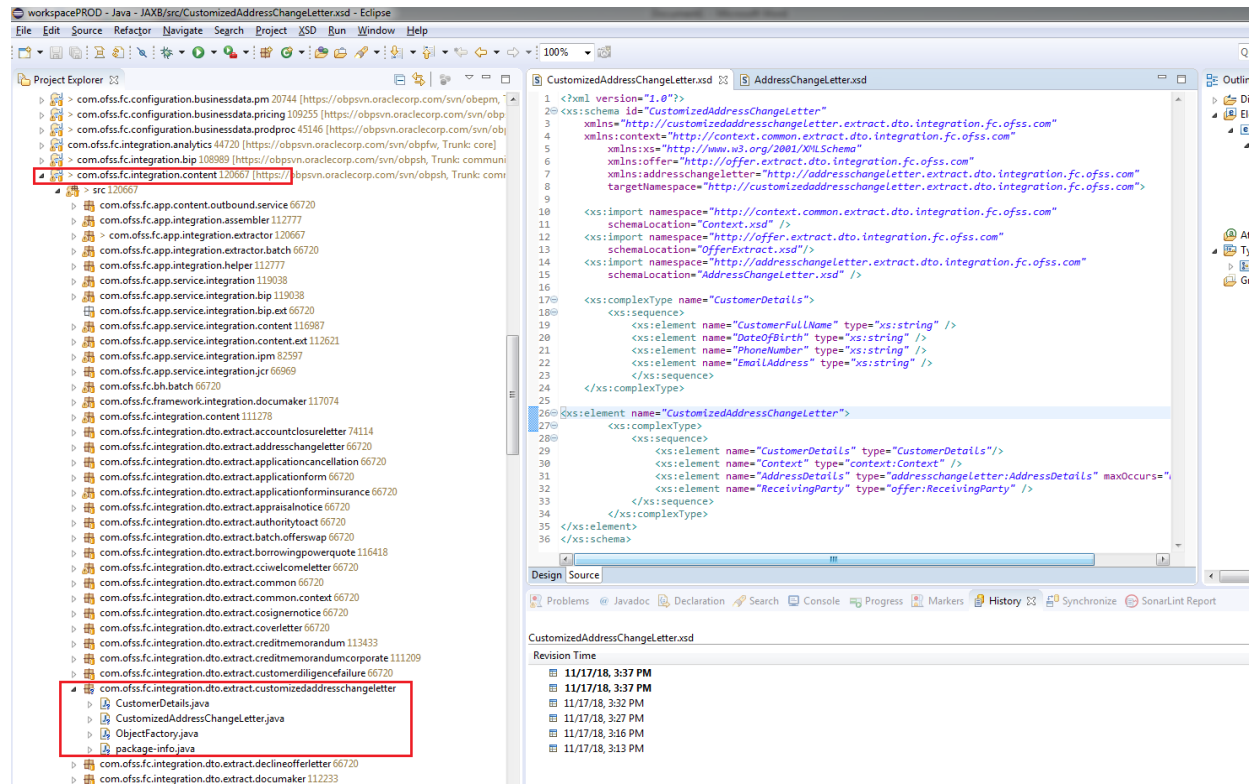 workspacePROD - Java - JAXB/src/CustomizedAddressChangeLetter.xsd - Eclipse
File Edit Source Refactor Navigate Search Project XSD Run Window Help
100%
Project Explorer
> com.ofss.fc.configuration.businessdata.pm 20744 [https://obpsvn.oraclecorp.com/svn/obepm,
> com.ofss.fc.configuration.businessdata.pricing 109255 [https://obpsvn.oraclecorp.com/svn/obp
> com.ofss.fc.configuration.businessdata.prodproc 45146 [https://obpsvn.oraclecorp.com/svn/obp
com.ofss.fc.integration.analytics 44720 [https://obpsvn.oraclecorp.com/svn/obpfw, Trunk: core]
> com.ofss.fc.integration.bip 108989 [https://obpsvn.oraclecorp.com/svn/obpsh, Trunk: communi
> com.ofss.fc.integration.content 120667 [https://obpsvn.oraclecorp.com/svn/obpsh, Trunk: comm
> src 120667
com.ofss.fc.app.content.outbound.service 66720
com.ofss.fc.app.integration.assembler 112777
> com.ofss.fc.app.integration.extractor 120667
com.ofss.fc.app.integration.extractor.batch 66720
com.ofss.fc.app.integration.helper 112777
com.ofss.fc.app.service.integration 119038
com.ofss.fc.app.service.integration.bip 119038
com.ofss.fc.app.service.integration.bip.ext 66720
com.ofss.fc.app.service.integration.content 116987
com.ofss.fc.app.service.integration.content.ext 112621
com.ofss.fc.app.service.integration.ipm 82597
com.ofss.fc.app.service.integration.jcr 66969
com.ofss.fc.bh.batch 66720
com.ofss.fc.framework.integration.documaker 117074
com.ofss.fc.integration.content 111278
com.ofss.fc.integration.dto.extract.accountclosureletter 74114
com.ofss.fc.integration.dto.extract.addresschangeletter 66720
com.ofss.fc.integration.dto.extract.applicationcancellation 66720
com.ofss.fc.integration.dto.extract.applicationform 66720
com.ofss.fc.integration.dto.extract.applicationforminsurance 66720
com.ofss.fc.integration.dto.extract.appraisalnotice 66720
com.ofss.fc.integration.dto.extract.authoritytoact 66720
com.ofss.fc.integration.dto.extract.batch.offerswap 66720
com.ofss.fc.integration.dto.extract.borrowingpowerquote 116418
com.ofss.fc.integration.dto.extract.cciwelcomeletter 66720
com.ofss.fc.integration.dto.extract.common 66720
com.ofss.fc.integration.dto.extract.common.context 66720
com.ofss.fc.integration.dto.extract.cosignernotice 66720
com.ofss.fc.integration.dto.extract.coverletter 66720
com.ofss.fc.integration.dto.extract.creditmemorandum 113433
com.ofss.fc.integration.dto.extract.creditmemorandumcorporate 111209
com.ofss.fc.integration.dto.extract.customerdiligencefailure 66720
com.ofss.fc.integration.dto.extract.customizedaddresschangeletter
CustomerDetails.java
CustomizedAddressChangeLetter.java
ObjectFactory.java
package-info.java
com.ofss.fc.integration.dto.extract.declineofferletter 66720
com.ofss.fc.integration.dto.extract.documaker 112233
CustomizedAddressChangeLetter.xsd AddressChangeLetter.xsd
1 <?xml version="1.0"?>
2 <xs:schema id="CustomizedAddressChangeLetter"
3 xmlns="http://customizedaddresschangeletter.extract.dto.integration.fc.ofss.com"
4 xmlns:context="http://context.common.extract.dto.integration.fc.ofss.com"
5 xmlns:xs="http://www.w3.org/2001/XMLSchema"
6 xmlns:offer="http://offer.extract.dto.integration.fc.ofss.com"
7 xmlns:addresschangeletter="http://addresschangeletter.extract.dto.integration.fc.ofss.com"
8 targetNamespace="http://customizedaddresschangeletter.extract.dto.integration.fc.ofss.com">
9
10 <xs:import namespace="http://context.common.extract.dto.integration.fc.ofss.com"
11 schemaLocation="Context.xsd" />
12 <xs:import namespace="http://offer.extract.dto.integration.fc.ofss.com"
13 schemaLocation="OfferExtract.xsd"/>
14 <xs:import namespace="http://addresschangeletter.extract.dto.integration.fc.ofss.com"
15 schemaLocation="AddressChangeLetter.xsd" />
16
17 <xs:complexType name="CustomerDetails">
18 <xs:sequence>
19 <xs:element name="CustomerFullName" type="xs:string" />
20 <xs:element name="DateOfBirth" type="xs:string" />
21 <xs:element name="PhoneNumber" type="xs:string" />
22 <xs:element name="EmailAddress" type="xs:string" />
23 </xs:sequence>
24 </xs:complexType>
25
26 <xs:element name="CustomizedAddressChangeLetter">
27 <xs:complexType>
28 <xs:sequence>
29 <xs:element name="CustomerDetails" type="CustomerDetails"/>
30 <xs:element name="Context" type="context:Context" />
31 <xs:element name="AddressDetails" type="addresschangeletter:AddressDetails" maxOccurs="
32 <xs:element name="ReceivingParty" type="offer:ReceivingParty" />
33 </xs:sequence>
34 </xs:complexType>
35 </xs:element>
36 </xs:schema>
Design Source
Problems Javadoc Declaration Search Console Progress Markers History Synchronize SonarLint Report
CustomizedAddressChangeLetter.xsd
Revision Time
11/17/18, 3:37 PM
11/17/18, 3:37 PM
11/17/18, 3:32 PM
11/17/18, 3:27 PM
11/17/18, 3:16 PM
11/17/18, 3:13 PM
Q
Outlin
Di
El
At
Ty
G